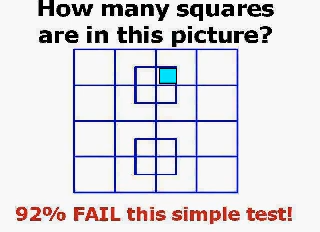 How many squares
are in this picture?
92% FAIL this simple test!